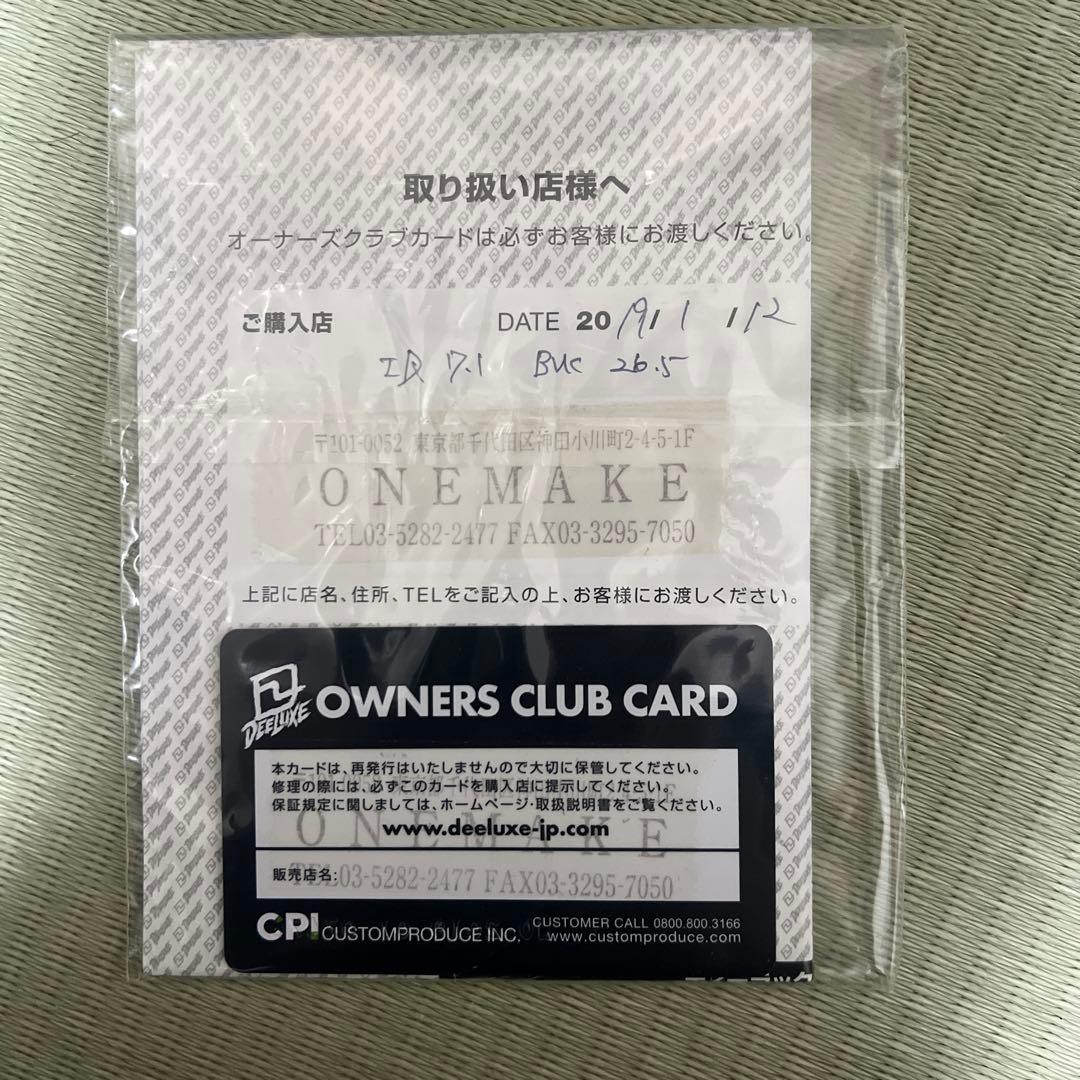 取り扱い店様へ
オーナーズクラブカードは必ずお客様にお渡しください。
ご購入店 DATE 2019/1/12
ID 7.1 BUC 26.5
〒101-0052 東京都千代田区神田小川町2-4-5-1F
ONEMAKE
TEL03-5282-2477 FAX03-3295-7050
上記に店名、住所、TELをご記入の上、お客様にお渡しください。
DEELUXE OWNERS CLUB CARD
本カードは、再発行はいたしませんので大切に保管してください。
修理の際には、必ずこのカードを購入店に提示してください。
保証規定に関しましては、ホームページ・取扱説明書をご覧ください。
ONEMAKE
www.deeluxe-jp.com
販売店名:
TEL03-5282-2477 FAX03-3295-7050
CPI CUSTOMPRODUCE INC.
CUSTOMER CALL 0800.800.3166
www.customproduce.com